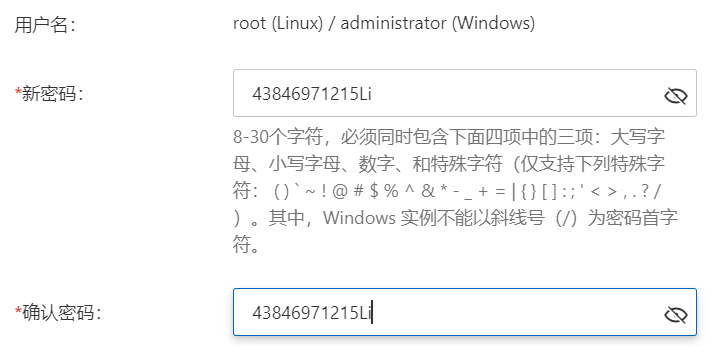 用户名：
root (Linux) / administrator (Windows)
*新密码：
43846971215Li
8-30个字符，必须同时包含下面四项中的三项：大写字
母、小写字母、数字、和特殊字符（仅支持下列特殊字
符： ( ) ` ~ ! @ # $ % ^ & * - _ + = | { } [ ] : ; ' < > , . ? /
）。其中，Windows 实例不能以斜线号（/）为密码首字
符。
*确认密码：
43846971215Li